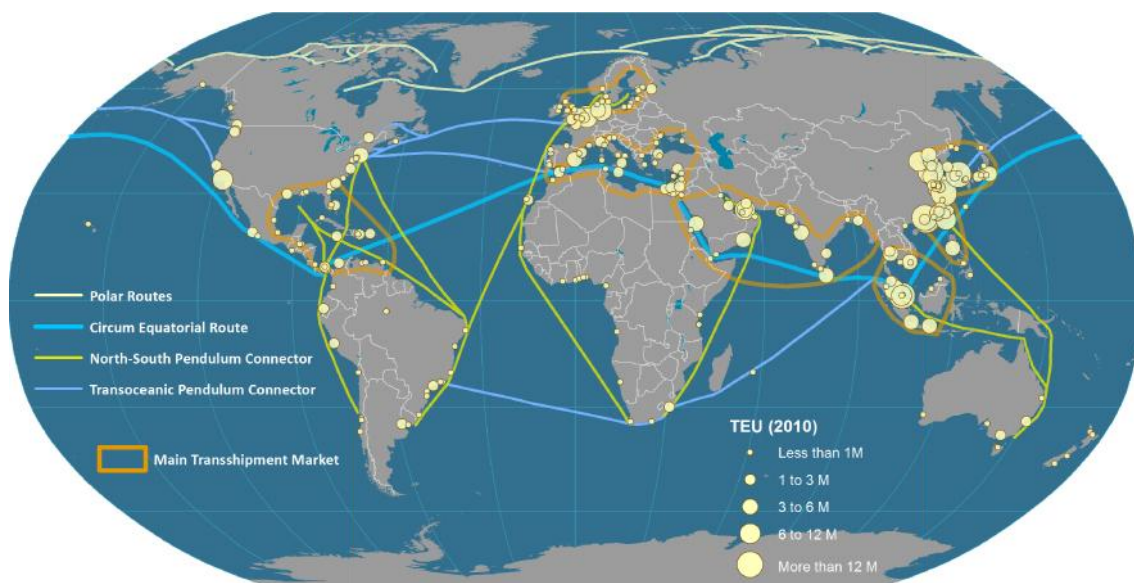 Polar Routes
Circum Equatorial Route
North-South Pendulum Connector
Transoceanic Pendulum Connector
Main Transshipment Market
TEU (2010)
Less than 1M
1 to 3 M
3 to 6 M
6 to 12 M
More than 12 M